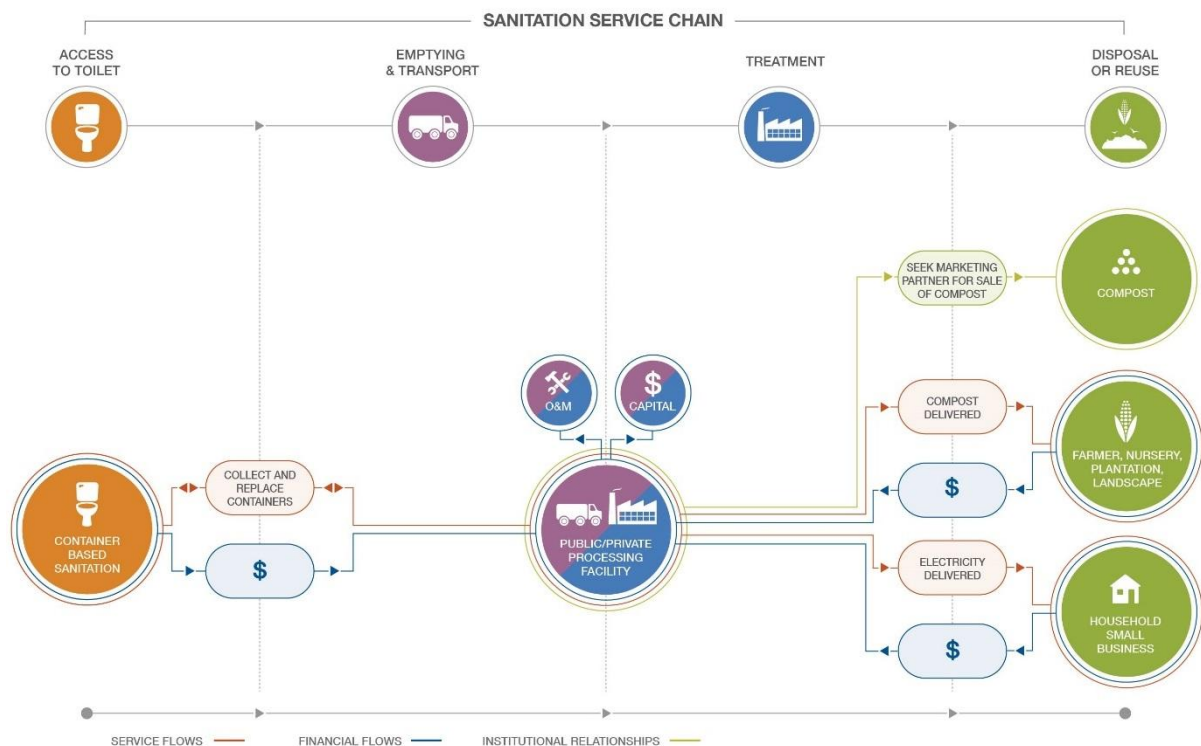 SANITATION SERVICE CHAIN
ACCESS
TO TOILET
EMPTYING
& TRANSPORT
TREATMENT
DISPOSAL
OR REUSE
SEEK MARKETING
PARTNER FOR SALE
OF COMPOST
COMPOST
O&M
$
CAPITAL
COMPOST
DELIVERED
FARMER, NURSERY,
PLANTATION,
LANDSCAPE
$
COLLECT AND
REPLACE
CONTAINERS
CONTAINER
BASED
SANITATION
$
PUBLIC/PRIVATE
PROCESSING
FACILITY
ELECTRICITY
DELIVERED
HOUSEHOLD
SMALL
BUSINESS
$
SERVICE FLOWS
FINANCIAL FLOWS
INSTITUTIONAL RELATIONSHIPS